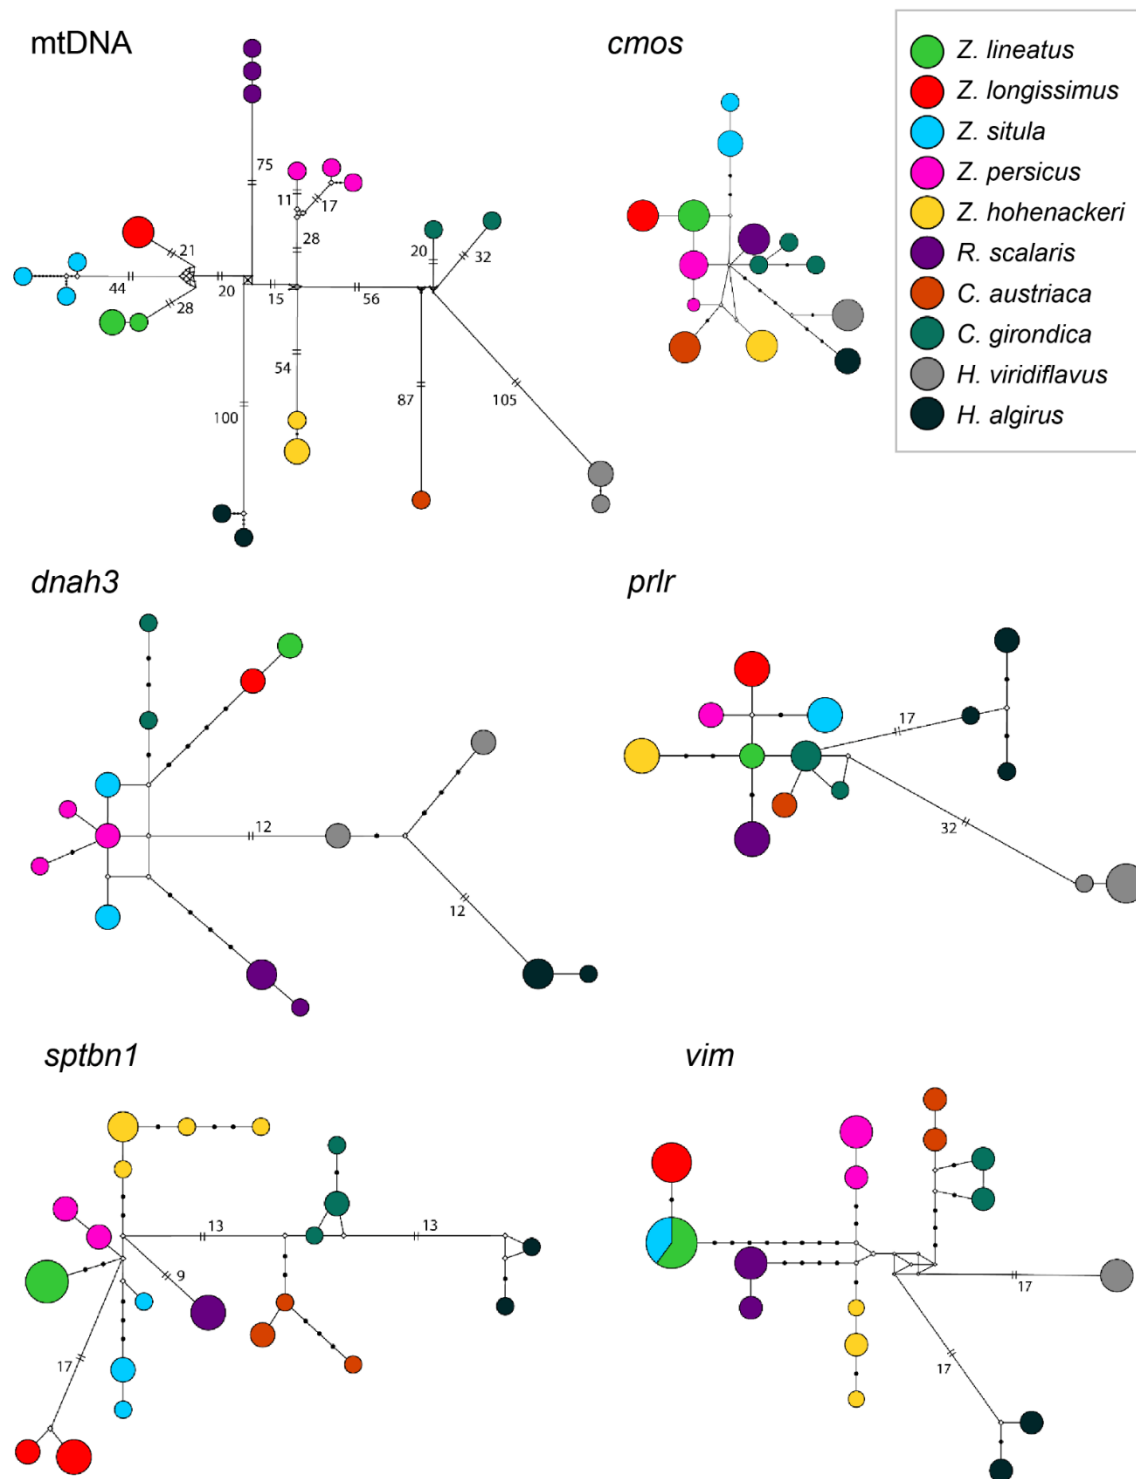 mtDNA
cmos
Z. lineatus
Z. longissimus
Z. situla
Z. persicus
Z. hohenackeri
R. scalaris
C. austriaca
C. girondica
H. viridiflavus
H. algirus
75
11
17
21
28
20
32
44
20
15
56
28
54
87
105
100
dnah3
prlr
17
12
32
12
sptbn1
vim
13
13
9
17
17
17